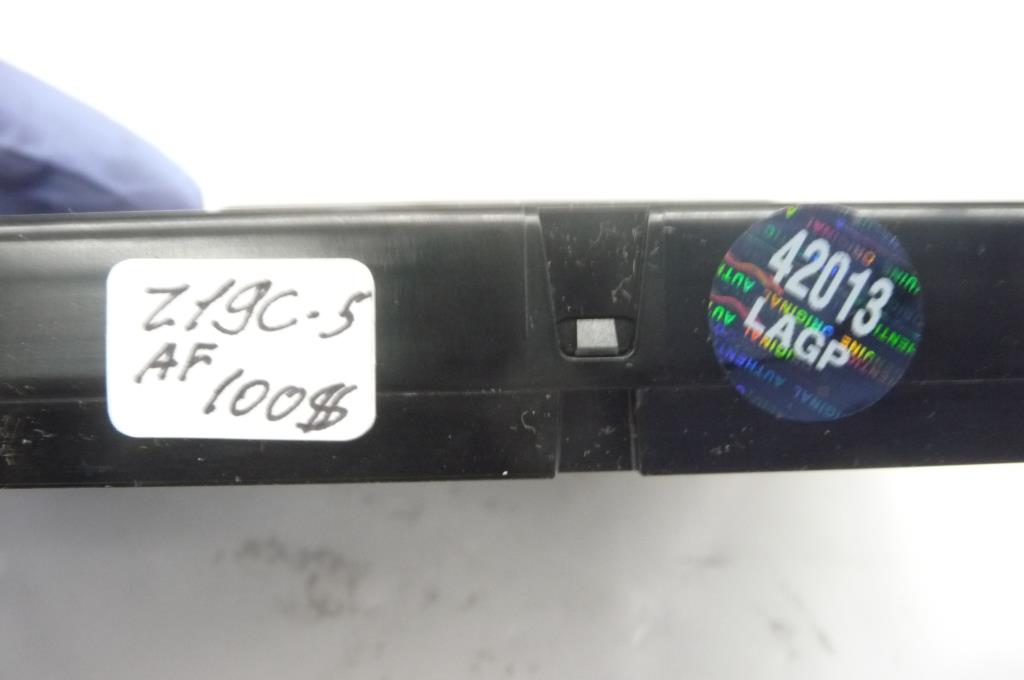 Z19C-5
AF
100$
42013
LAGP